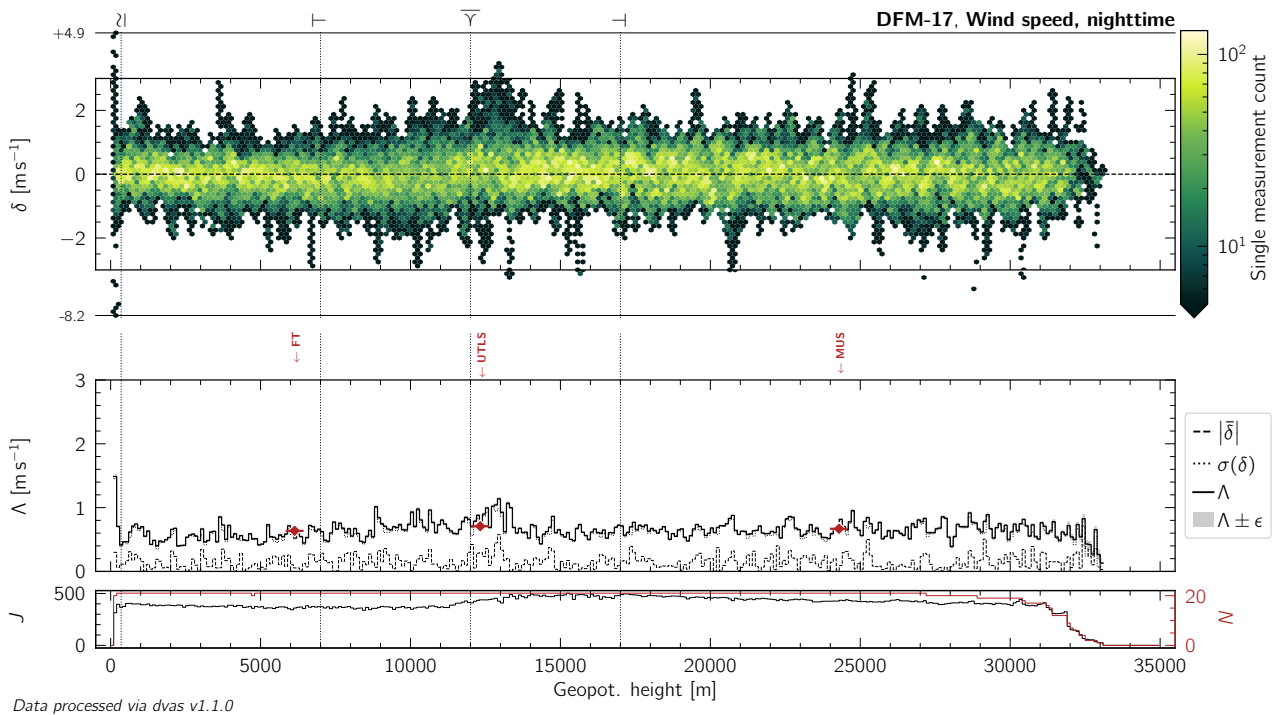 DFM-17, Wind speed, nighttime
+4.9
2
0
−2
-8.2
δ [m s⁻¹]
10²
10¹
Single measurement count
FT
UTLS
MUS
3
2
1
0
Λ [m s⁻¹]
|δ̄|
σ(δ)
Λ
Λ ± ϵ
500
0
J
20
0
N
0 5000 10000 15000 20000 25000 30000 35000
Geopot. height [m]
Data processed via dvas v1.1.0